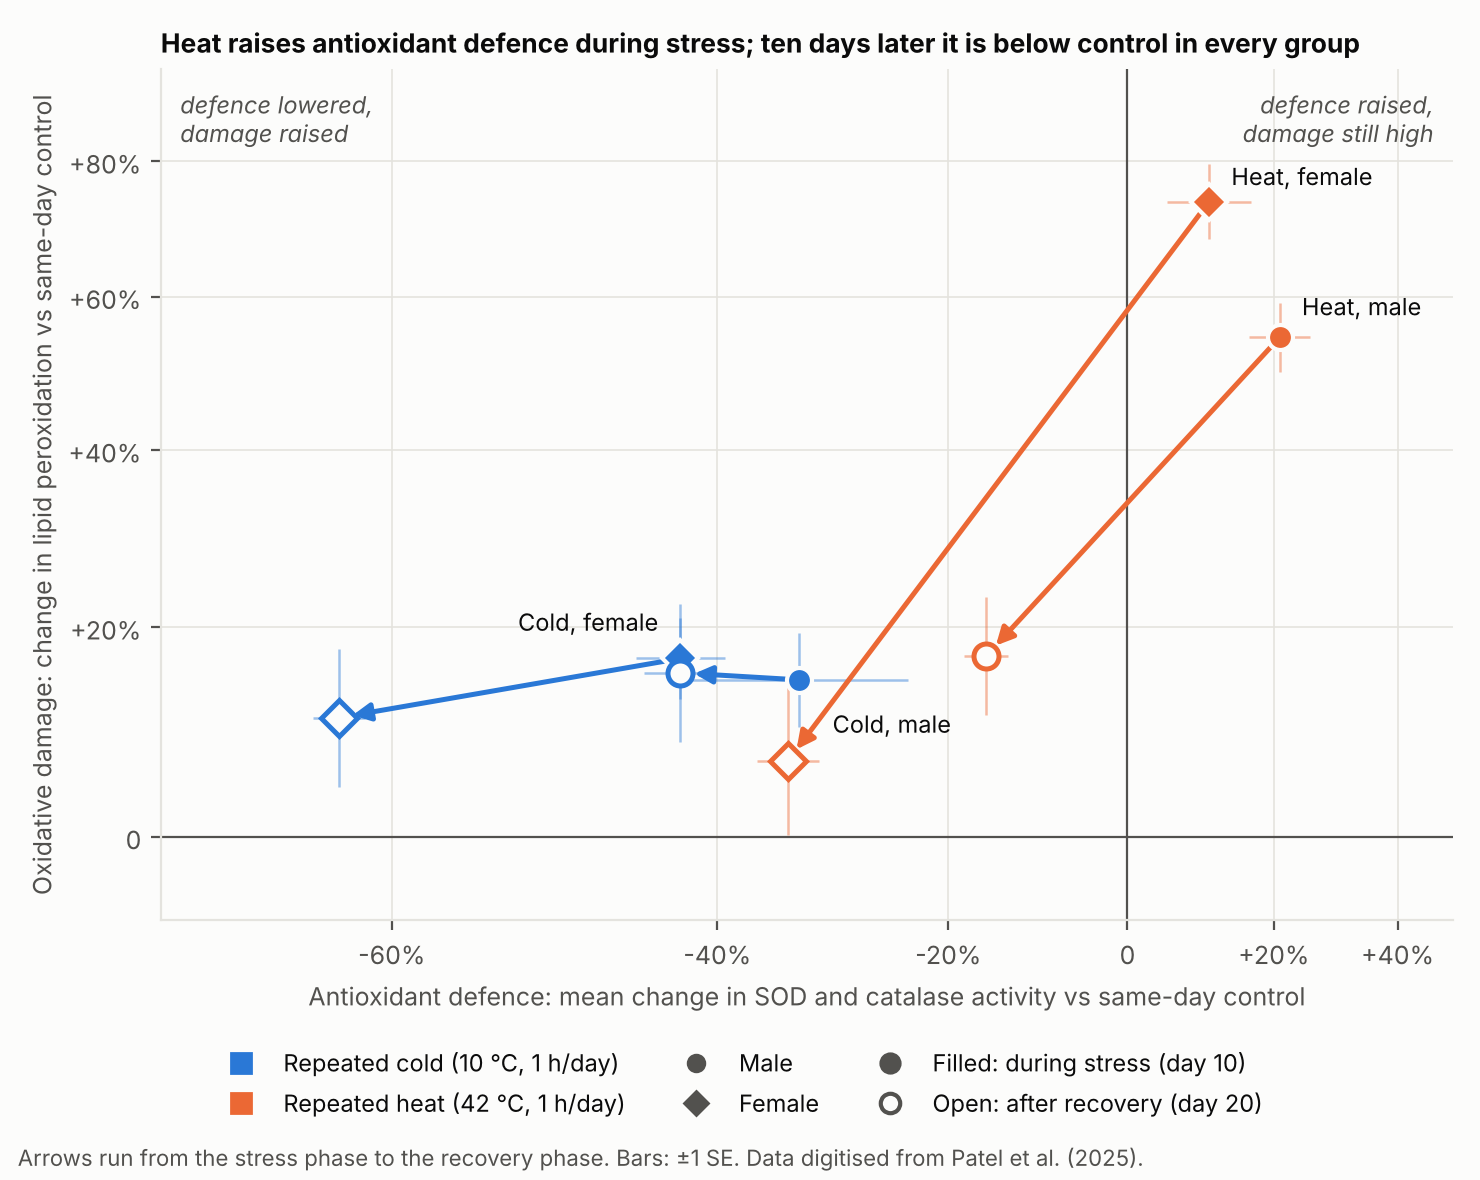 Heat raises antioxidant defence during stress; ten days later it is below control in every group
defence lowered,
damage raised
defence raised,
damage still high
Oxidative damage: change in lipid peroxidation vs same-day control
+80%
+60%
+40%
+20%
0
Heat, female
Heat, male
Cold, female
Cold, male
-60%
-40%
-20%
0
+20%
+40%
Antioxidant defence: mean change in SOD and catalase activity vs same-day control
Repeated cold (10 °C, 1 h/day)
Repeated heat (42 °C, 1 h/day)
Male
Female
Filled: during stress (day 10)
Open: after recovery (day 20)
Arrows run from the stress phase to the recovery phase. Bars: ±1 SE. Data digitised from Patel et al. (2025).